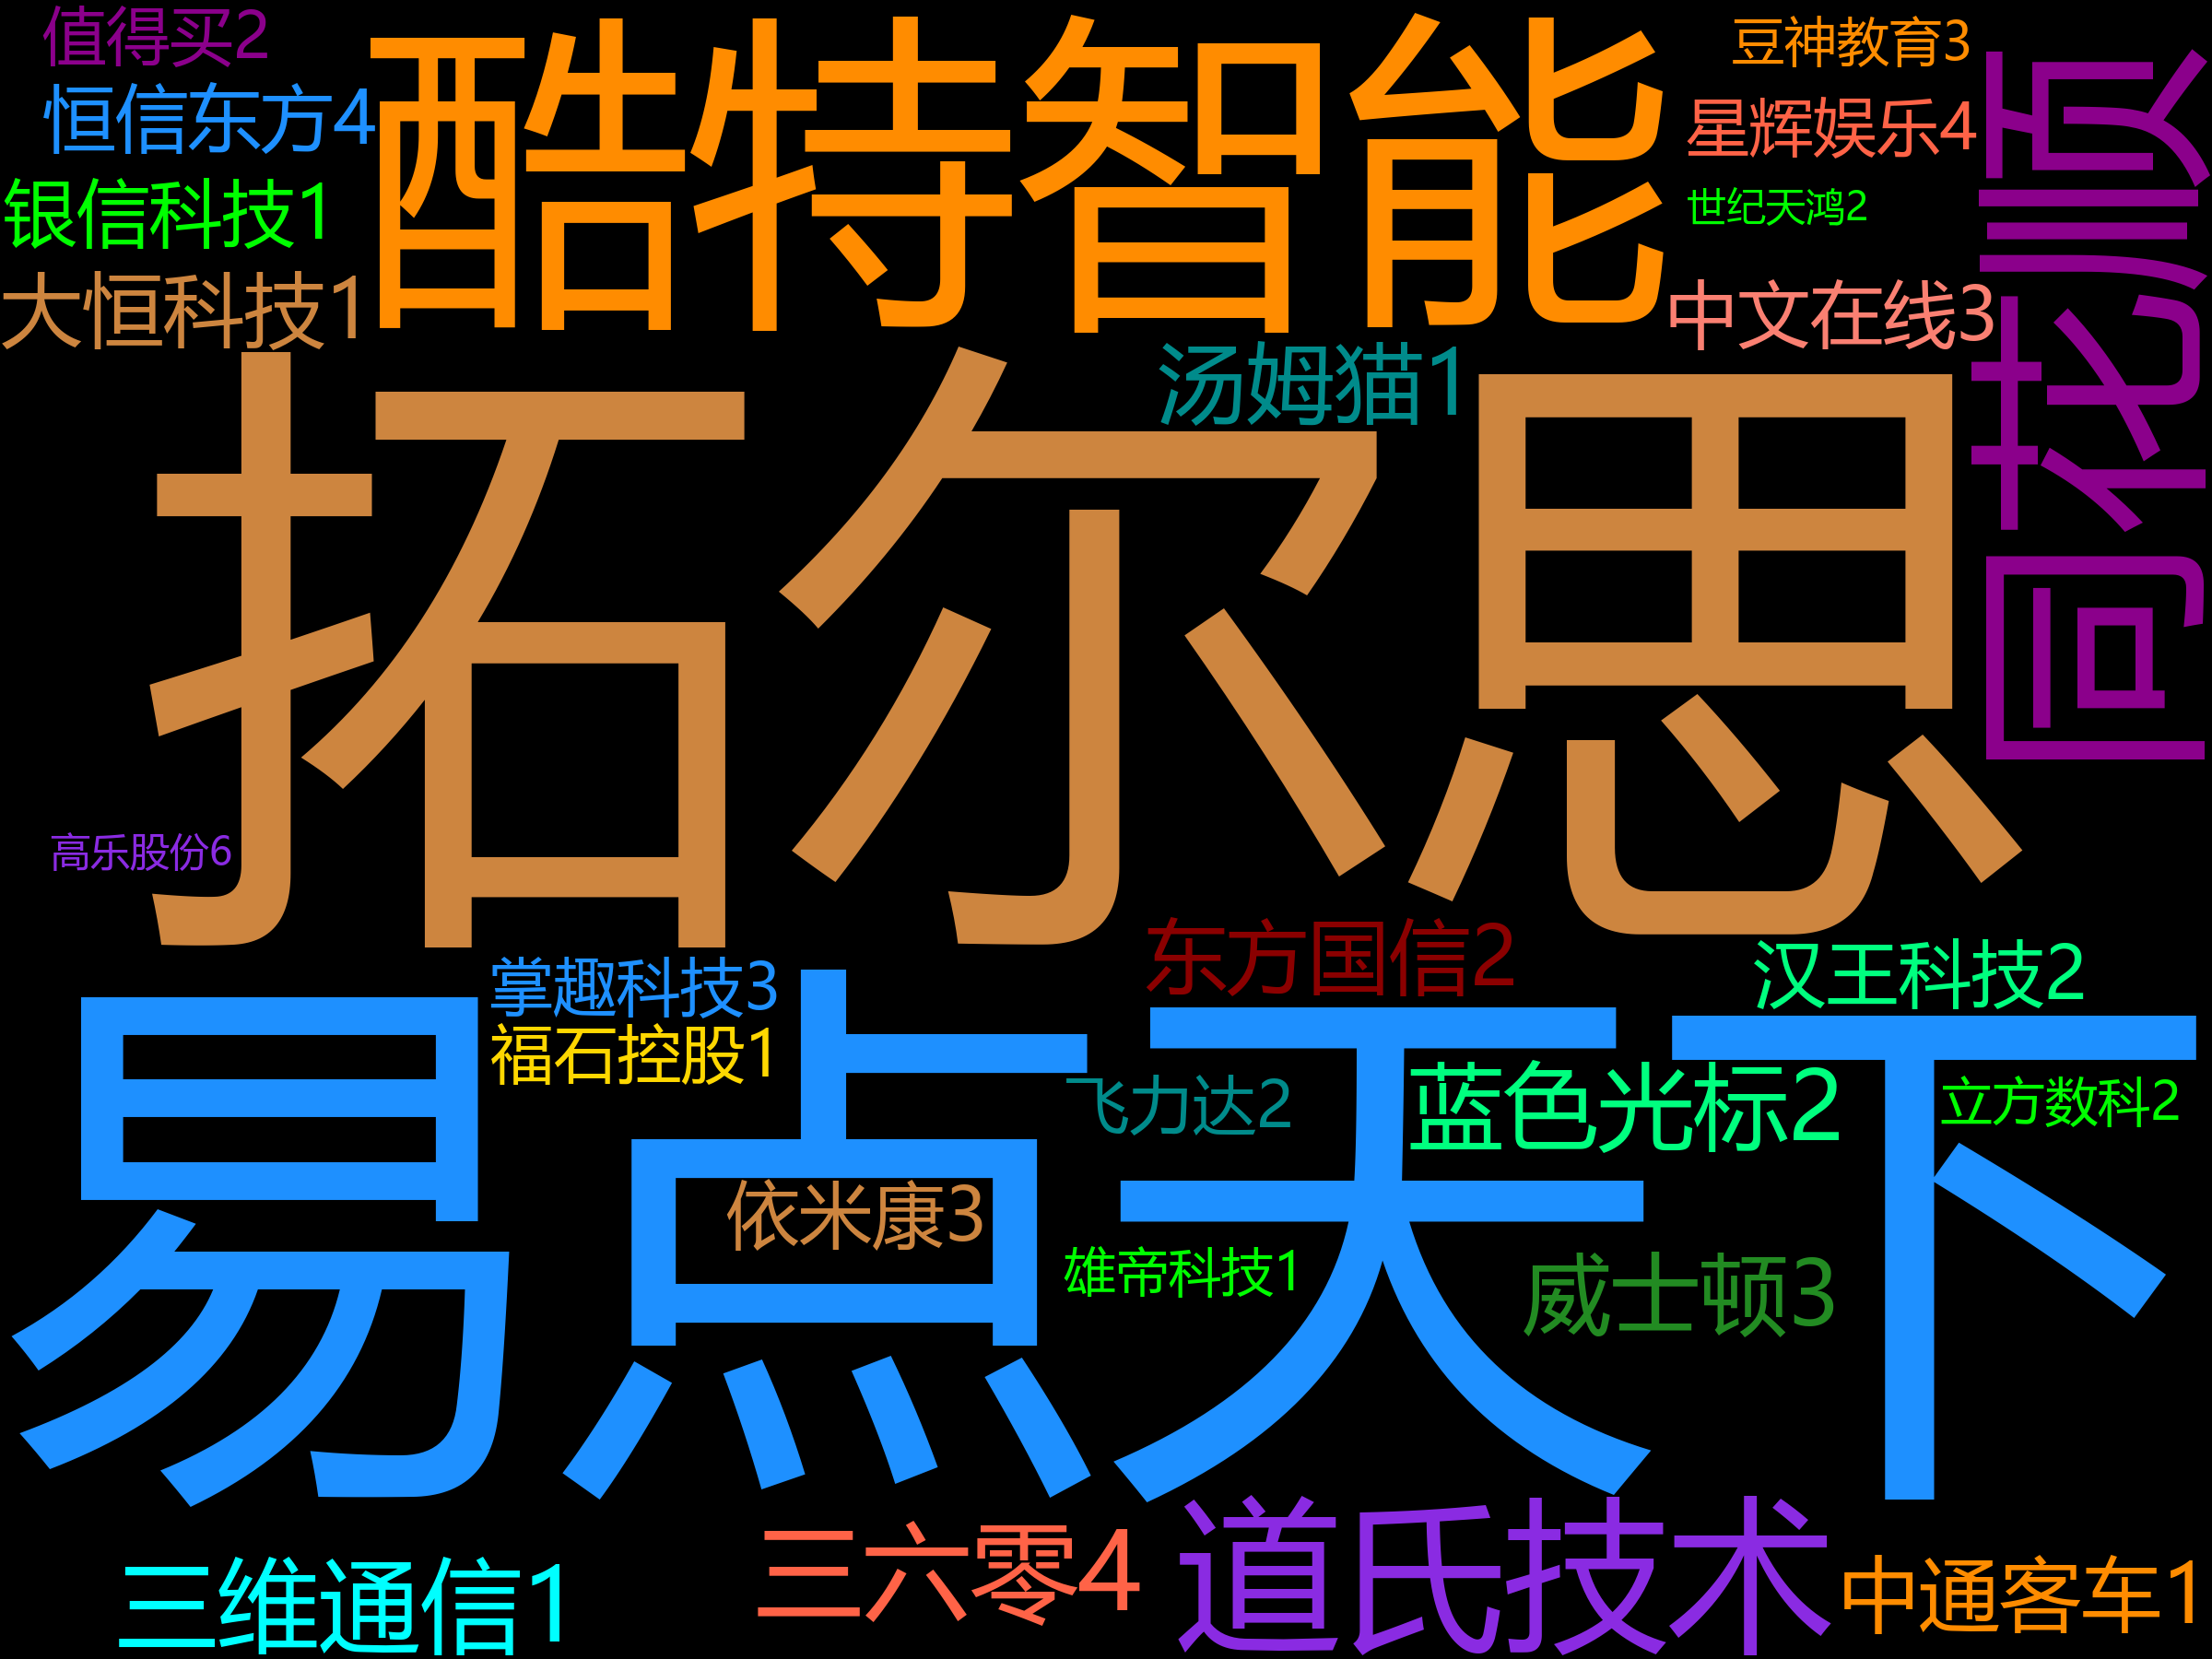 值得买2
恒信东方4
银信科技1
大恒科技1
酷特智能
豆神教育3
星辉娱乐4
世纪天鸿2
中文在线3
同花顺
汤姆猫1
拓尔思
高乐股份6
东方国信2
汉王科技2
掌趣科技3
福石控股1
易点天下
飞力达2
蓝色光标2
立方数科2
依米康3
雄帝科技1
威士顿3
三维通信1
三六零4
道氏技术
中通客车1